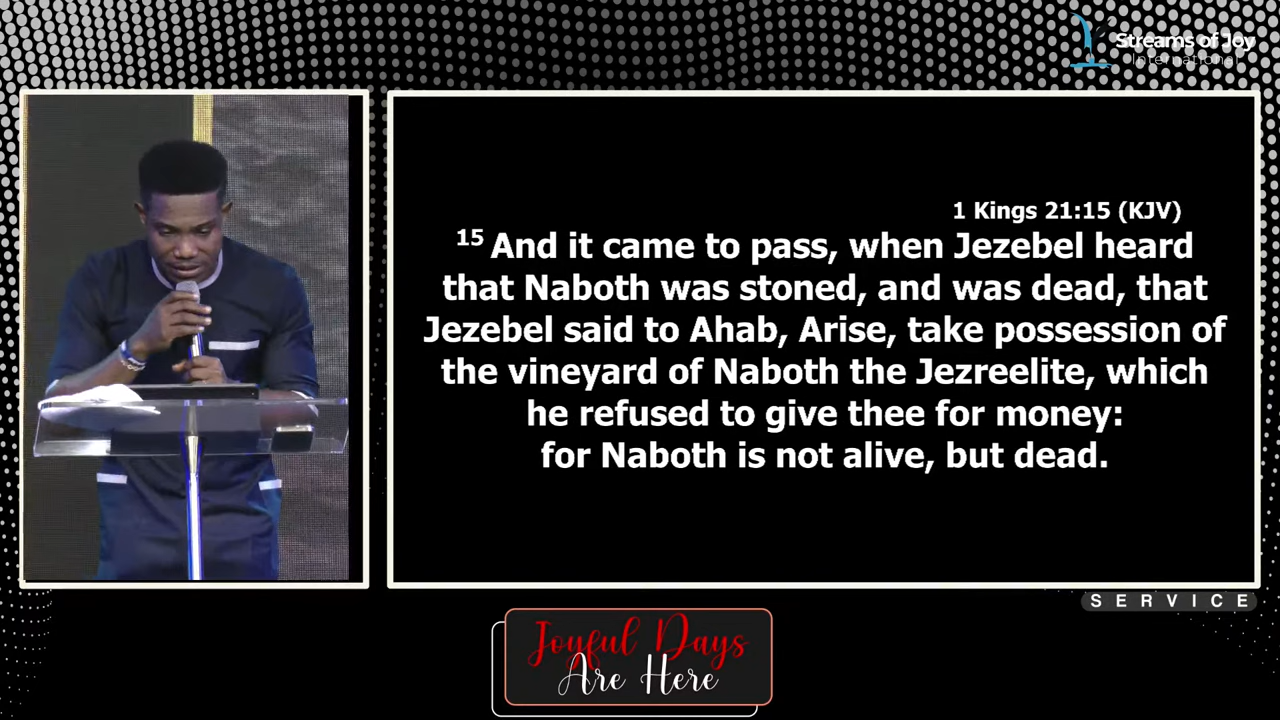 Streams of Joy
International
1 Kings 21:15 (KJV)
15 And it came to pass, when Jezebel heard
that Naboth was stoned, and was dead, that
Jezebel said to Ahab, Arise, take possession of
the vineyard of Naboth the Jezreelite, which
he refused to give thee for money:
for Naboth is not alive, but dead.
SERVICE
Joyful Days
Are Here